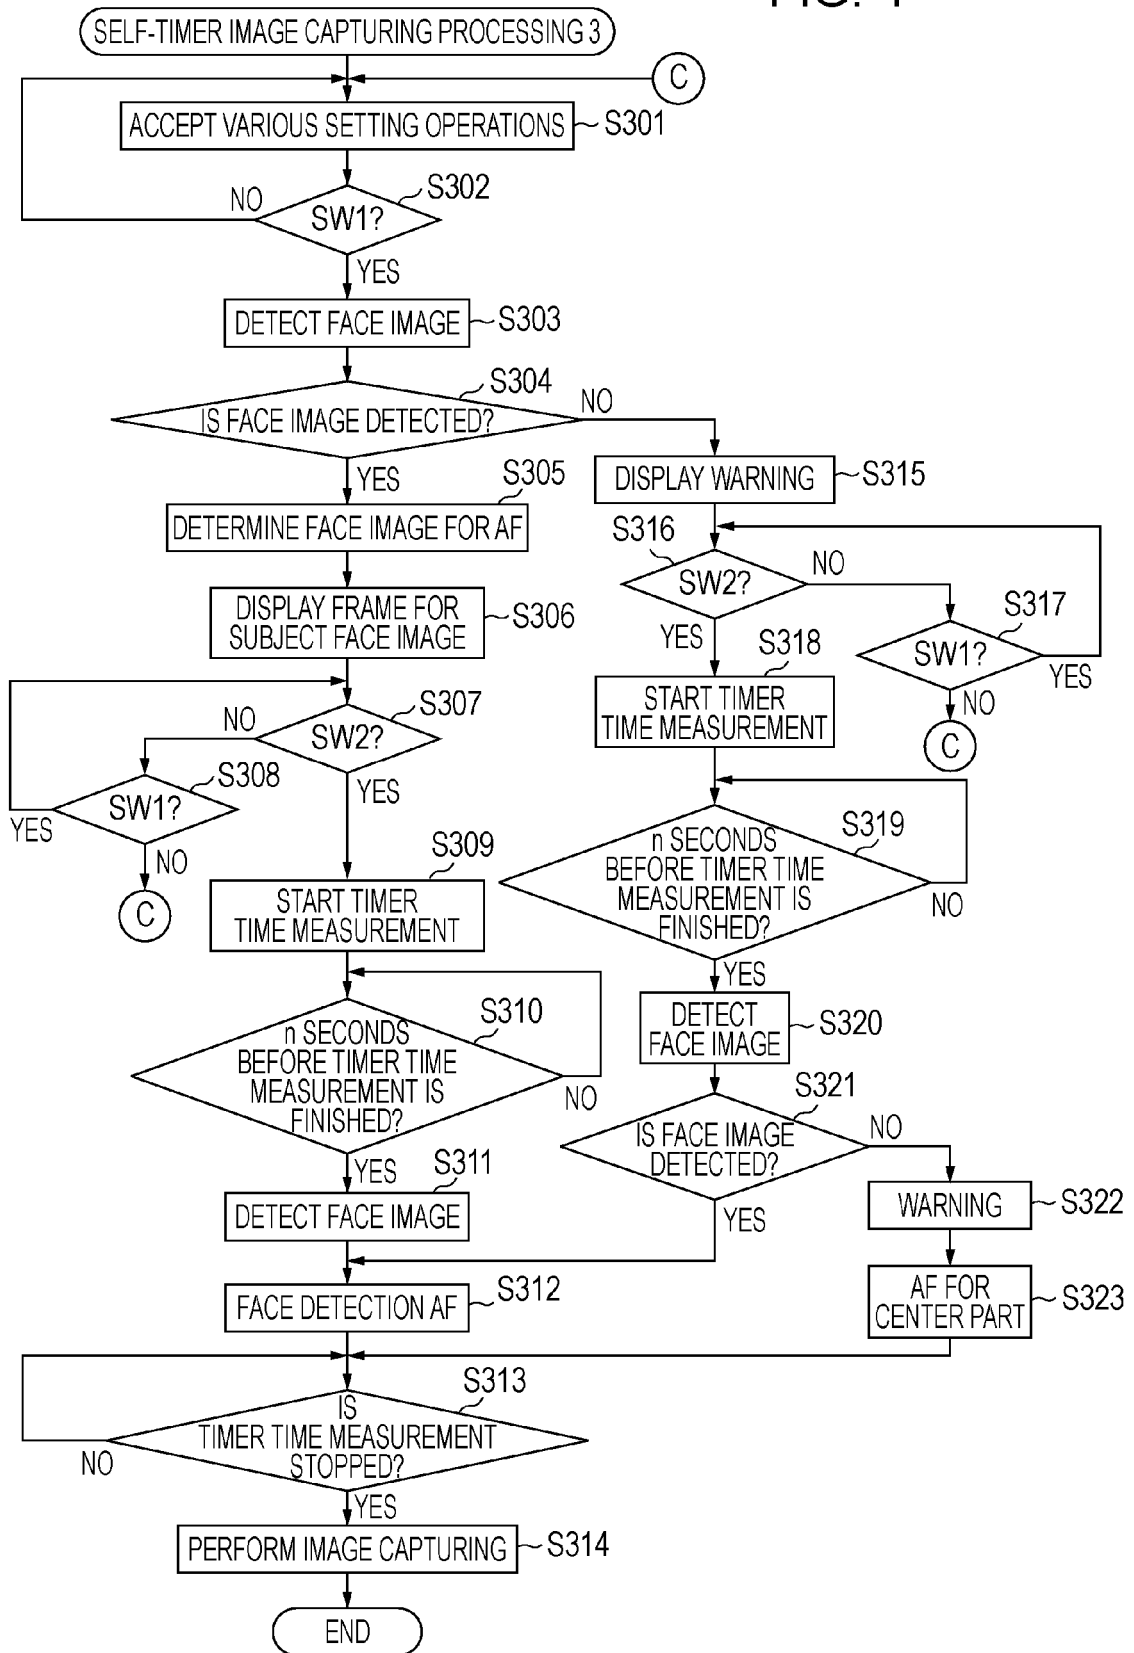 SELF-TIMER IMAGE CAPTURING PROCESSING 3
C
ACCEPT VARIOUS SETTING OPERATIONS
S301
S302
NO
SW1?
YES
DETECT FACE IMAGE
S303
S304
IS FACE IMAGE DETECTED?
NO
YES
S305
DETERMINE FACE IMAGE FOR AF
DISPLAY FRAME FOR
SUBJECT FACE IMAGE
S306
S307
NO
SW2?
YES
S308
SW1?
YES
NO
C
S309
START TIMER
TIME MEASUREMENT
S310
n SECONDS
BEFORE TIMER TIME
MEASUREMENT IS
FINISHED?
NO
YES
S311
DETECT FACE IMAGE
FACE DETECTION AF
S312
S313
IS
TIMER TIME MEASUREMENT
STOPPED?
NO
YES
PERFORM IMAGE CAPTURING
S314
END
DISPLAY WARNING
S315
S316
SW2?
NO
YES
S317
SW1?
YES
NO
C
S318
START TIMER
TIME MEASUREMENT
S319
n SECONDS
BEFORE TIMER TIME
MEASUREMENT IS
FINISHED?
NO
YES
DETECT
FACE IMAGE
S320
S321
IS FACE IMAGE
DETECTED?
NO
YES
WARNING
S322
AF FOR
CENTER PART
S323